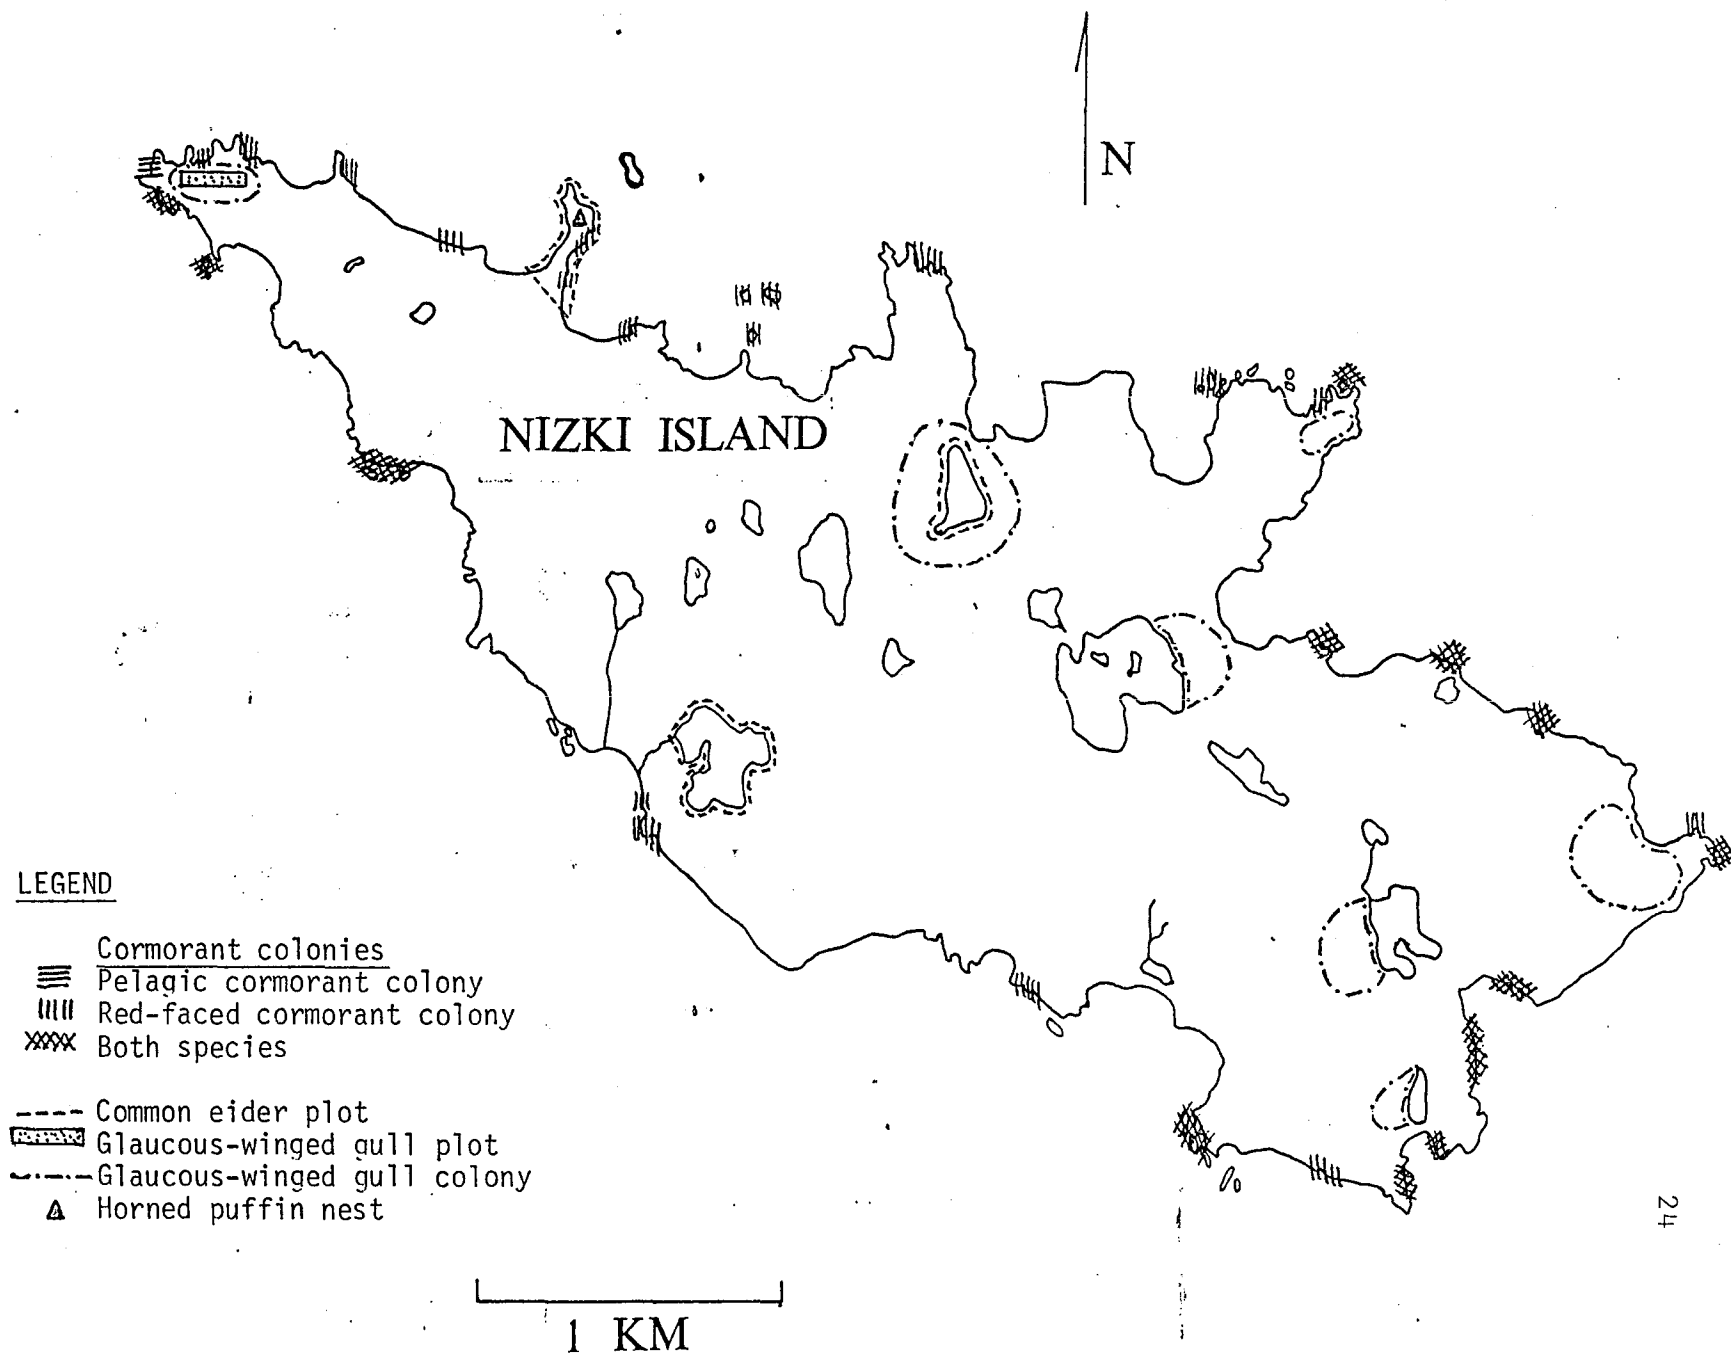 N
NIZKI ISLAND
LEGEND
Cormorant colonies
Pelagic cormorant colony
Red-faced cormorant colony
Both species
Common eider plot
Glaucous-winged gull plot
Glaucous-winged gull colony
Horned puffin nest
24
1 KM